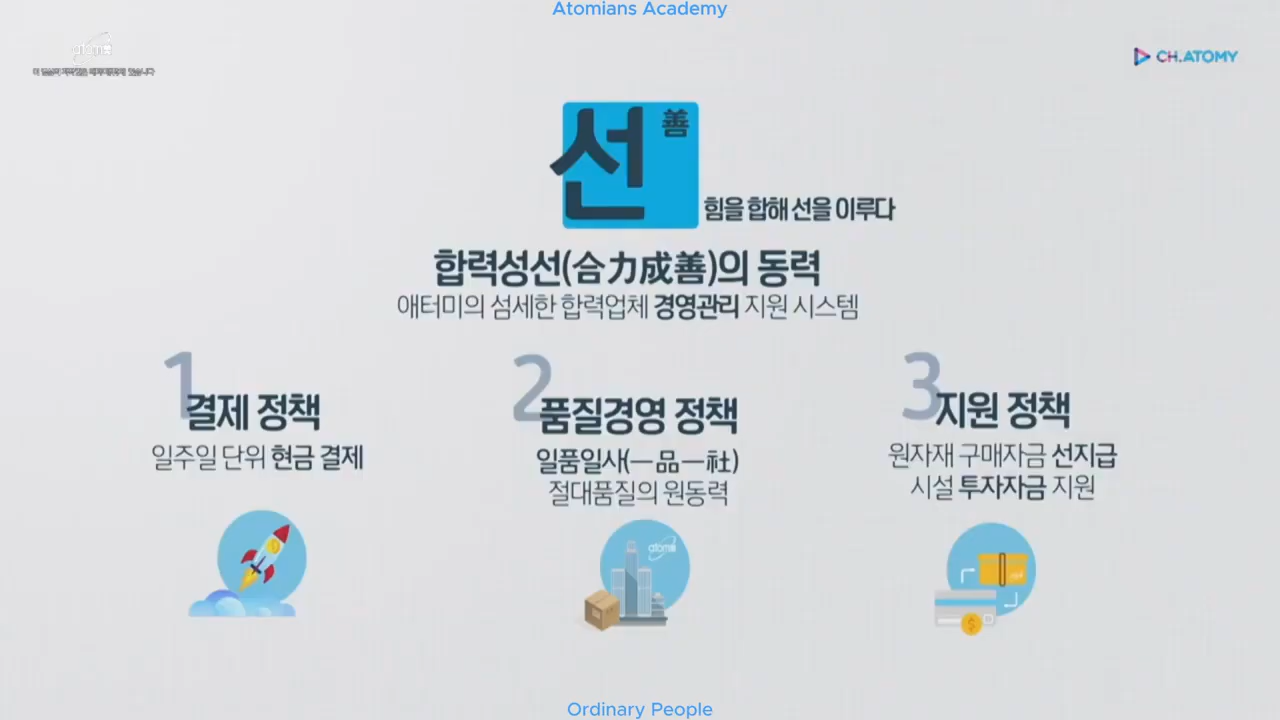 Atomians Academy
atomi
CH.ATOMY
선
善
힘을 합해 선을 이루다
합력성선(合力成善)의 동력
애터미의 섬세한 합력업체 경영관리 지원 시스템
1
결제 정책
일주일 단위 현금 결제
2
품질경영 정책
일품일사(一品一社)
절대품질의 원동력
atomi
3
지원 정책
원자재 구매자금 선지급
시설 투자자금 지원
Ordinary People